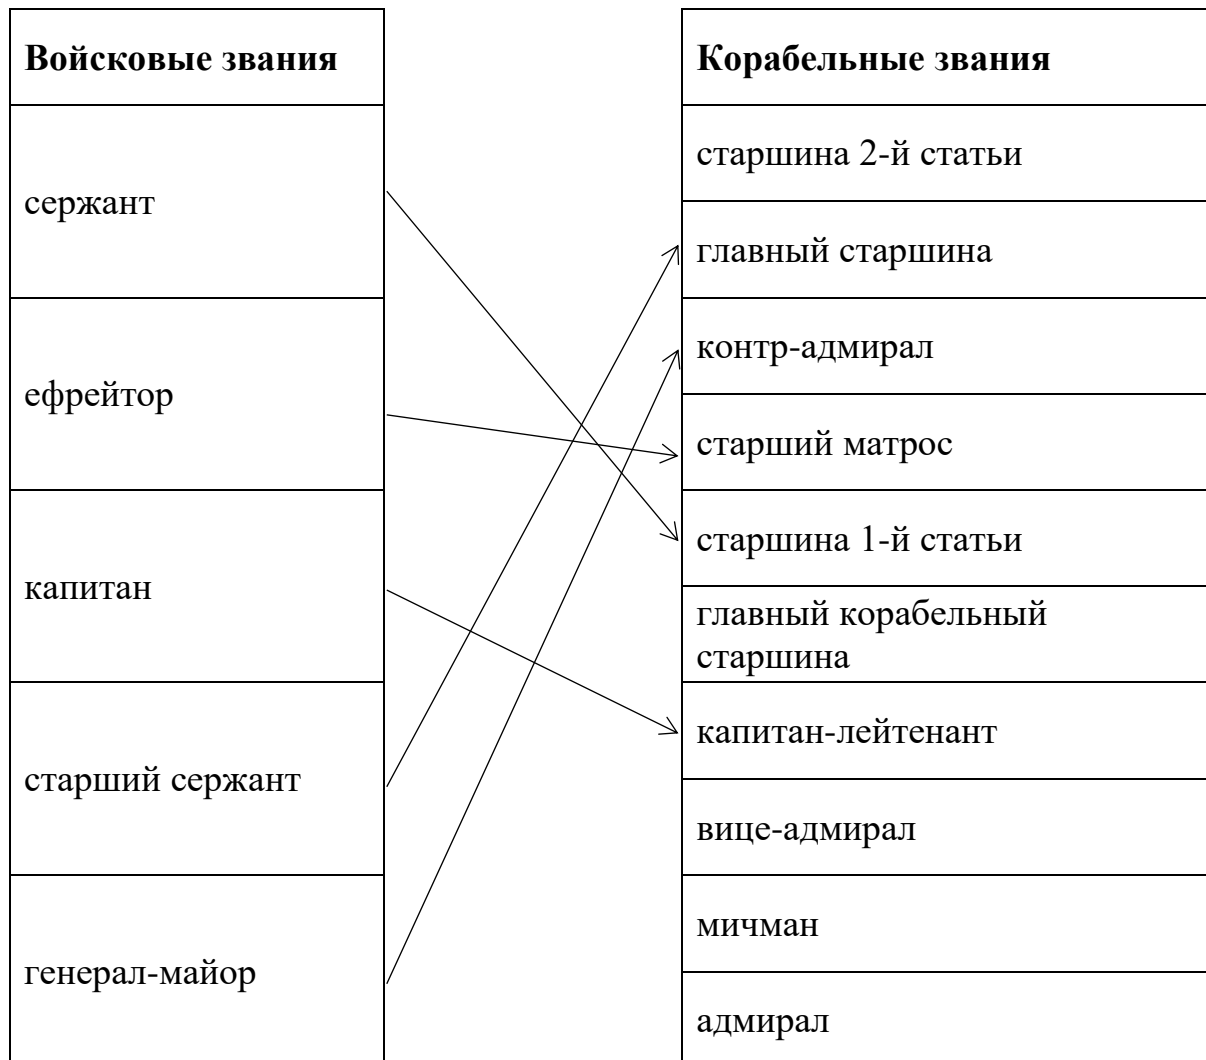 Войсковые звания
сержант
ефрейтор
капитан
старший сержант
генерал-майор
Корабельные звания
старшина 2-й статьи
главный старшина
контр-адмирал
старший матрос
старшина 1-й статьи
главный корабельный
старшина
капитан-лейтенант
вице-адмирал
мичман
адмирал